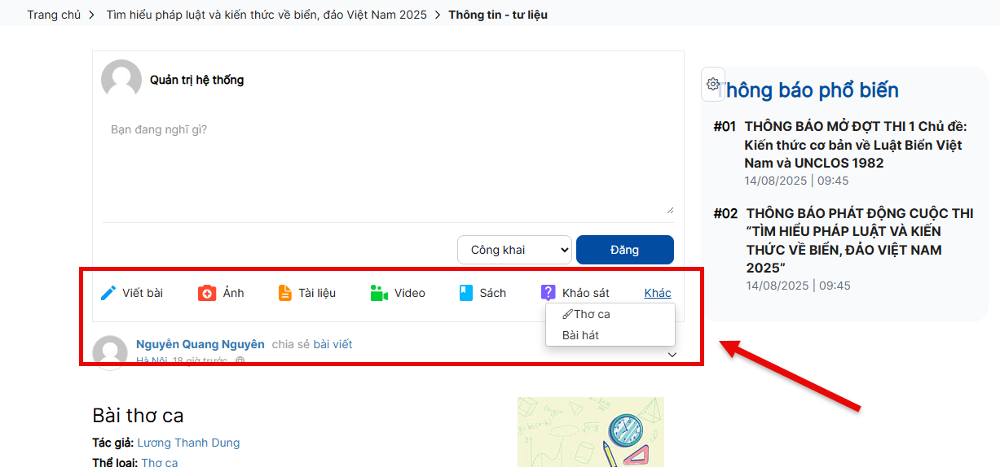 Trang chủ > Tìm hiểu pháp luật và kiến thức về biển, đảo Việt Nam 2025 > Thông tin - tư liệu
Quản trị hệ thống
Bạn đang nghĩ gì?
Công khai
Đăng
Viết bài
Ảnh
Tài liệu
Video
Sách
Khảo sát
Khác
Thơ ca
Bài hát
Nguyễn Quang Nguyên chia sẻ bài viết
Hà Nội, 18 giờ trước
Bài thơ ca
Tác giả: Lương Thanh Dung
Thể loại: Thơ ca
Thông báo phổ biến
#01 THÔNG BÁO MỞ ĐỢT THI 1 Chủ đề:
Kiến thức cơ bản về Luật Biển Việt
Nam và UNCLOS 1982
14/08/2025 | 09:45
#02 THÔNG BÁO PHÁT ĐỘNG CUỘC THI
“TÌM HIỂU PHÁP LUẬT VÀ KIẾN
THỨC VỀ BIỂN, ĐẢO VIỆT NAM
2025”
14/08/2025 | 09:45